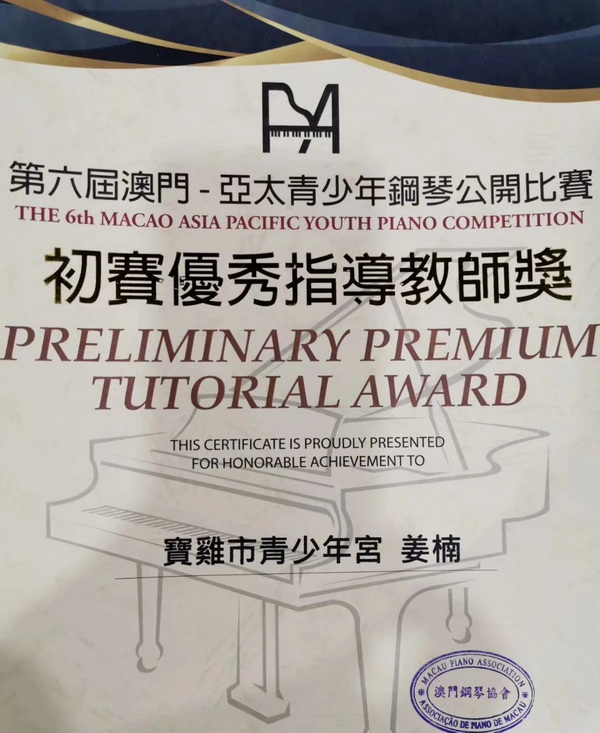 第六屆澳門-亞太青少年鋼琴公開比賽
THE 6th MACAO ASIA PACIFIC YOUTH PIANO COMPETITION
初賽優秀指導教師獎
PRELIMINARY PREMIUM
TUTORIAL AWARD
THIS CERTIFICATE IS PROUDLY PRESENTED
FOR HONORABLE ACHIEVEMENT TO
寶雞市青少年宮 姜楠
MACAU PIANO ASSOCIATION
澳門鋼琴協會
ASSOCIAÇÃO DE PIANO DE MACAU